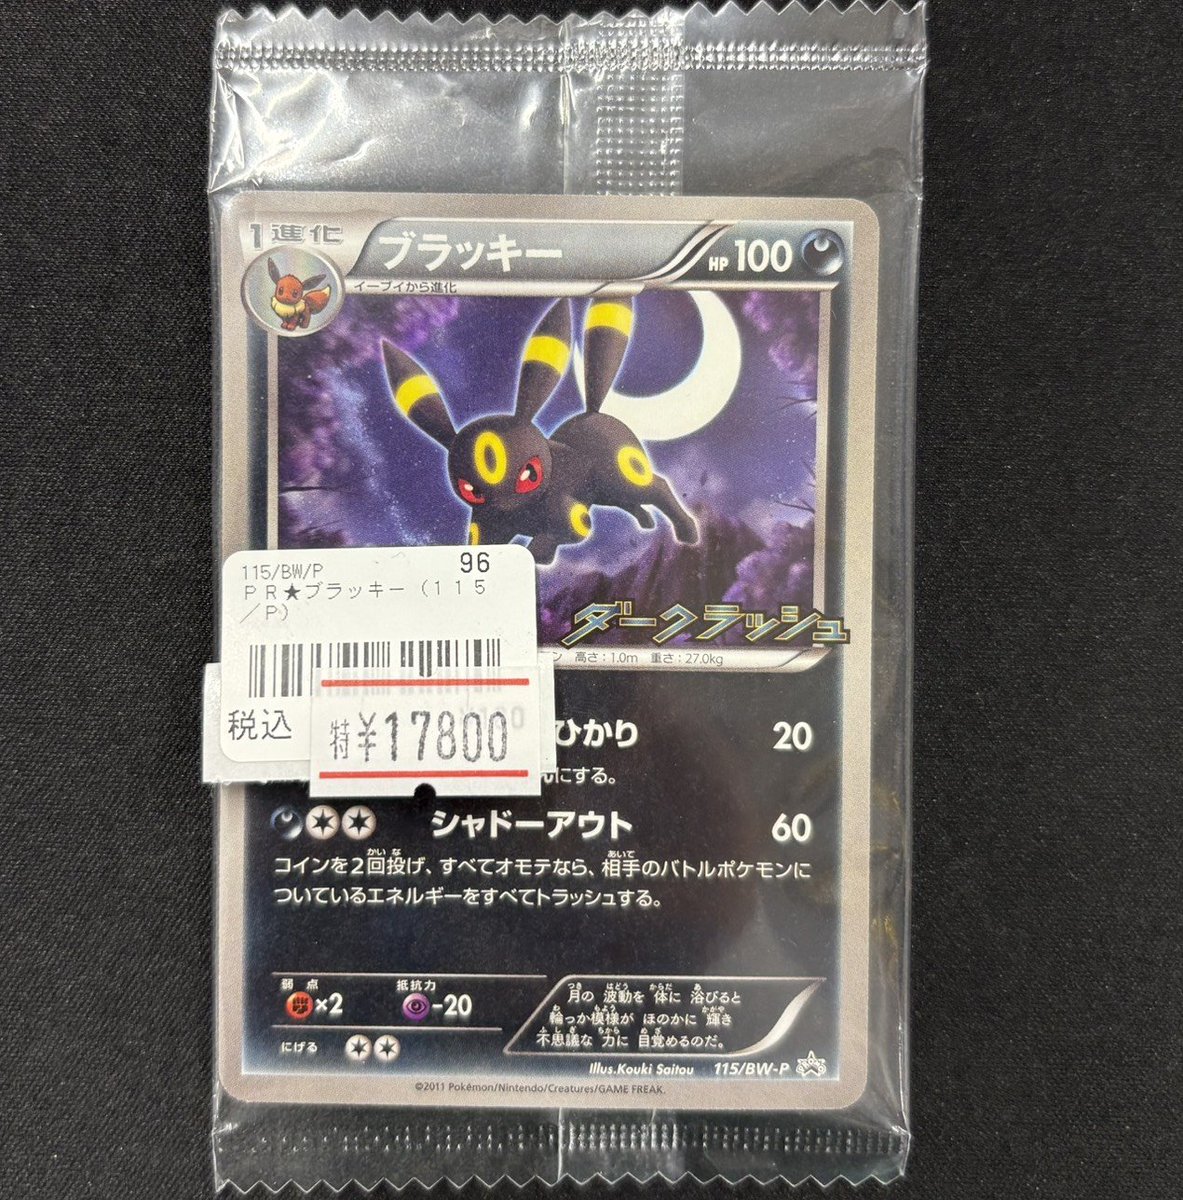 1進化
ブラッキー
HP 100
イーブイから進化
115/BW/P 96
PR★ブラッキー (115
/P)
ダークラッシュ
ン 高さ:1.0m 重さ:27.0kg
税込
特¥17800
ひかり 20
にする。
シャドーアウト 60
コインを2回投げ、すべてオモテなら、相手のバトルポケモンに
ついているエネルギーをすべてトラッシュする。
弱点 抵抗力
×2 -20
にげる
月の 波動を 体に 浴びると
輪っか模様が ほのかに 輝き
不思議な 力に 目覚めるのだ。
Illus.Kouki Saitou 115/BW-P
©2011 Pokémon/Nintendo/Creatures/GAME FREAK.